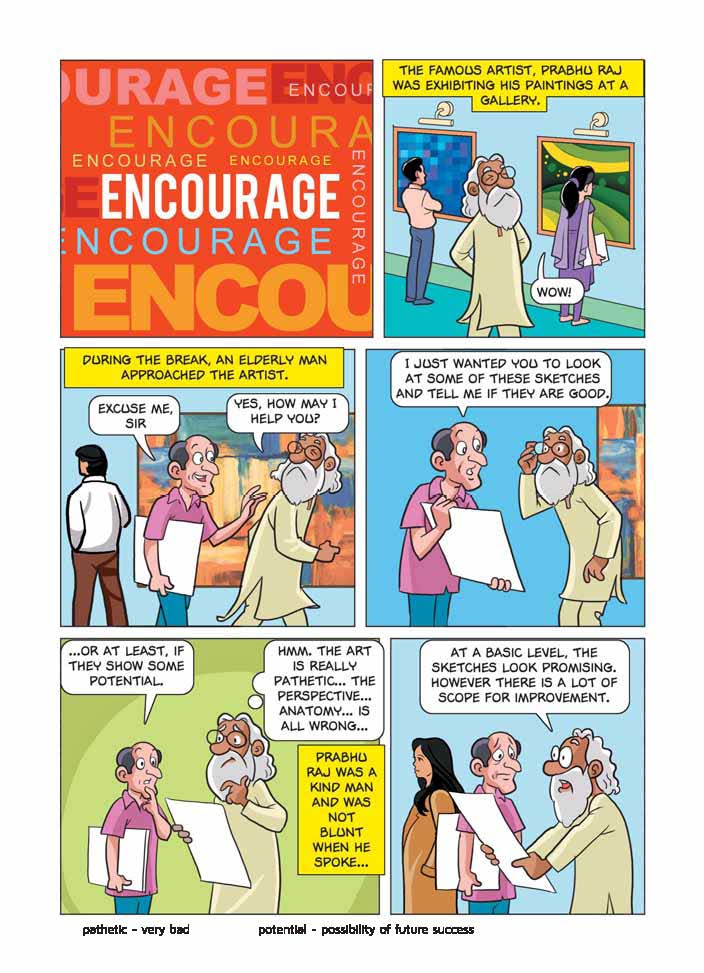 OURAGE ENC
ENCOUR
ENCOURA
ENCOURAGE ENCOURAGE
E ENCOURAGE
ENCOURAGE
ENCOURAGE
ENCOU
THE FAMOUS ARTIST, PRABHU RAJ
WAS EXHIBITING HIS PAINTINGS AT A
GALLERY.
WOW!
DURING THE BREAK, AN ELDERLY MAN
APPROACHED THE ARTIST.
EXCUSE ME,
SIR
YES, HOW MAY I
HELP YOU?
I JUST WANTED YOU TO LOOK
AT SOME OF THESE SKETCHES
AND TELL ME IF THEY ARE GOOD.
...OR AT LEAST, IF
THEY SHOW SOME
POTENTIAL.
HMM. THE ART
IS REALLY
PATHETIC... THE
PERSPECTIVE...
ANATOMY... IS
ALL WRONG...
PRABHU
RAJ WAS A
KIND MAN
AND WAS
NOT
BLUNT
WHEN HE
SPOKE...
AT A BASIC LEVEL, THE
SKETCHES LOOK PROMISING.
HOWEVER THERE IS A LOT OF
SCOPE FOR IMPROVEMENT.
pathetic - very bad potential - possibility of future success